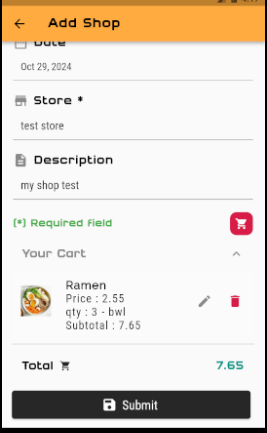 Add Shop
Date
Oct 29, 2024
Store *
test store
Description
my shop test
(*) Required Field
Your Cart
Ramen
Price : 2.55
qty : 3 - bwl
Subtotal : 7.65
Total
7.65
Submit